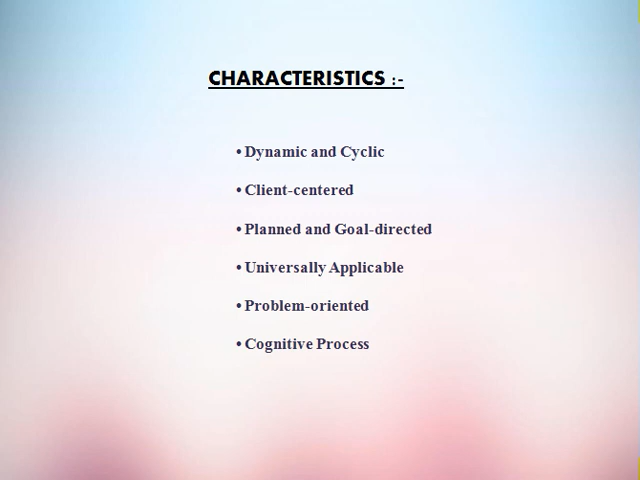 CHARACTERISTICS :-
• Dynamic and Cyclic
• Client-centered
• Planned and Goal-directed
• Universally Applicable
• Problem-oriented
• Cognitive Process